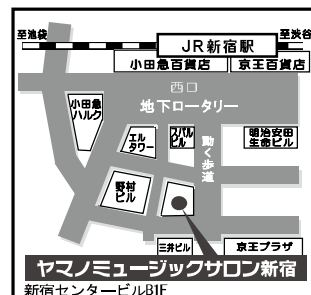 至池袋
至渋谷
JR新宿駅
小田急百貨店
京王百貨店
西口
地下ロータリー
小田急
ハルク
エル
タワー
スバル
ビル
動く歩道
明治安田
生命ビル
野村
ビル
三井ビル
京王プラザ
ヤマノミュージックサロン新宿
新宿センタービルB1F